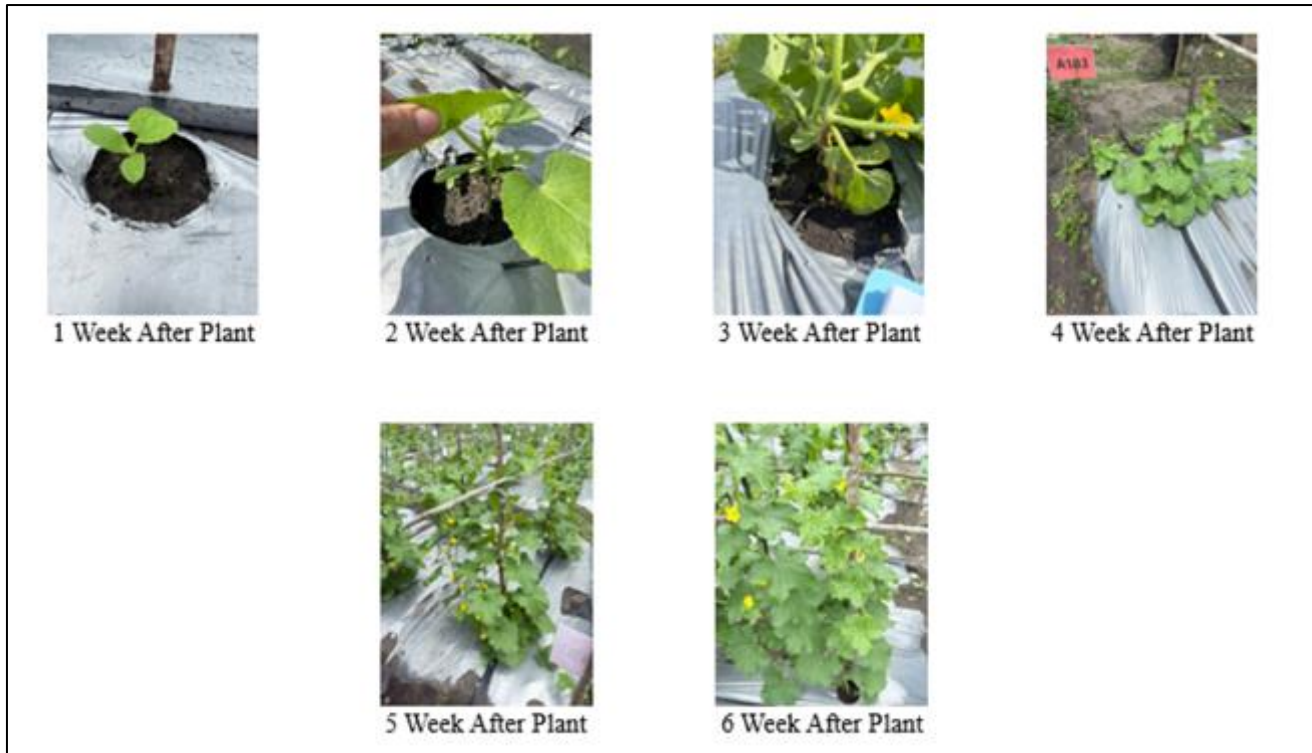 A1B3
1 Week After Plant
2 Week After Plant
3 Week After Plant
4 Week After Plant
5 Week After Plant
6 Week After Plant